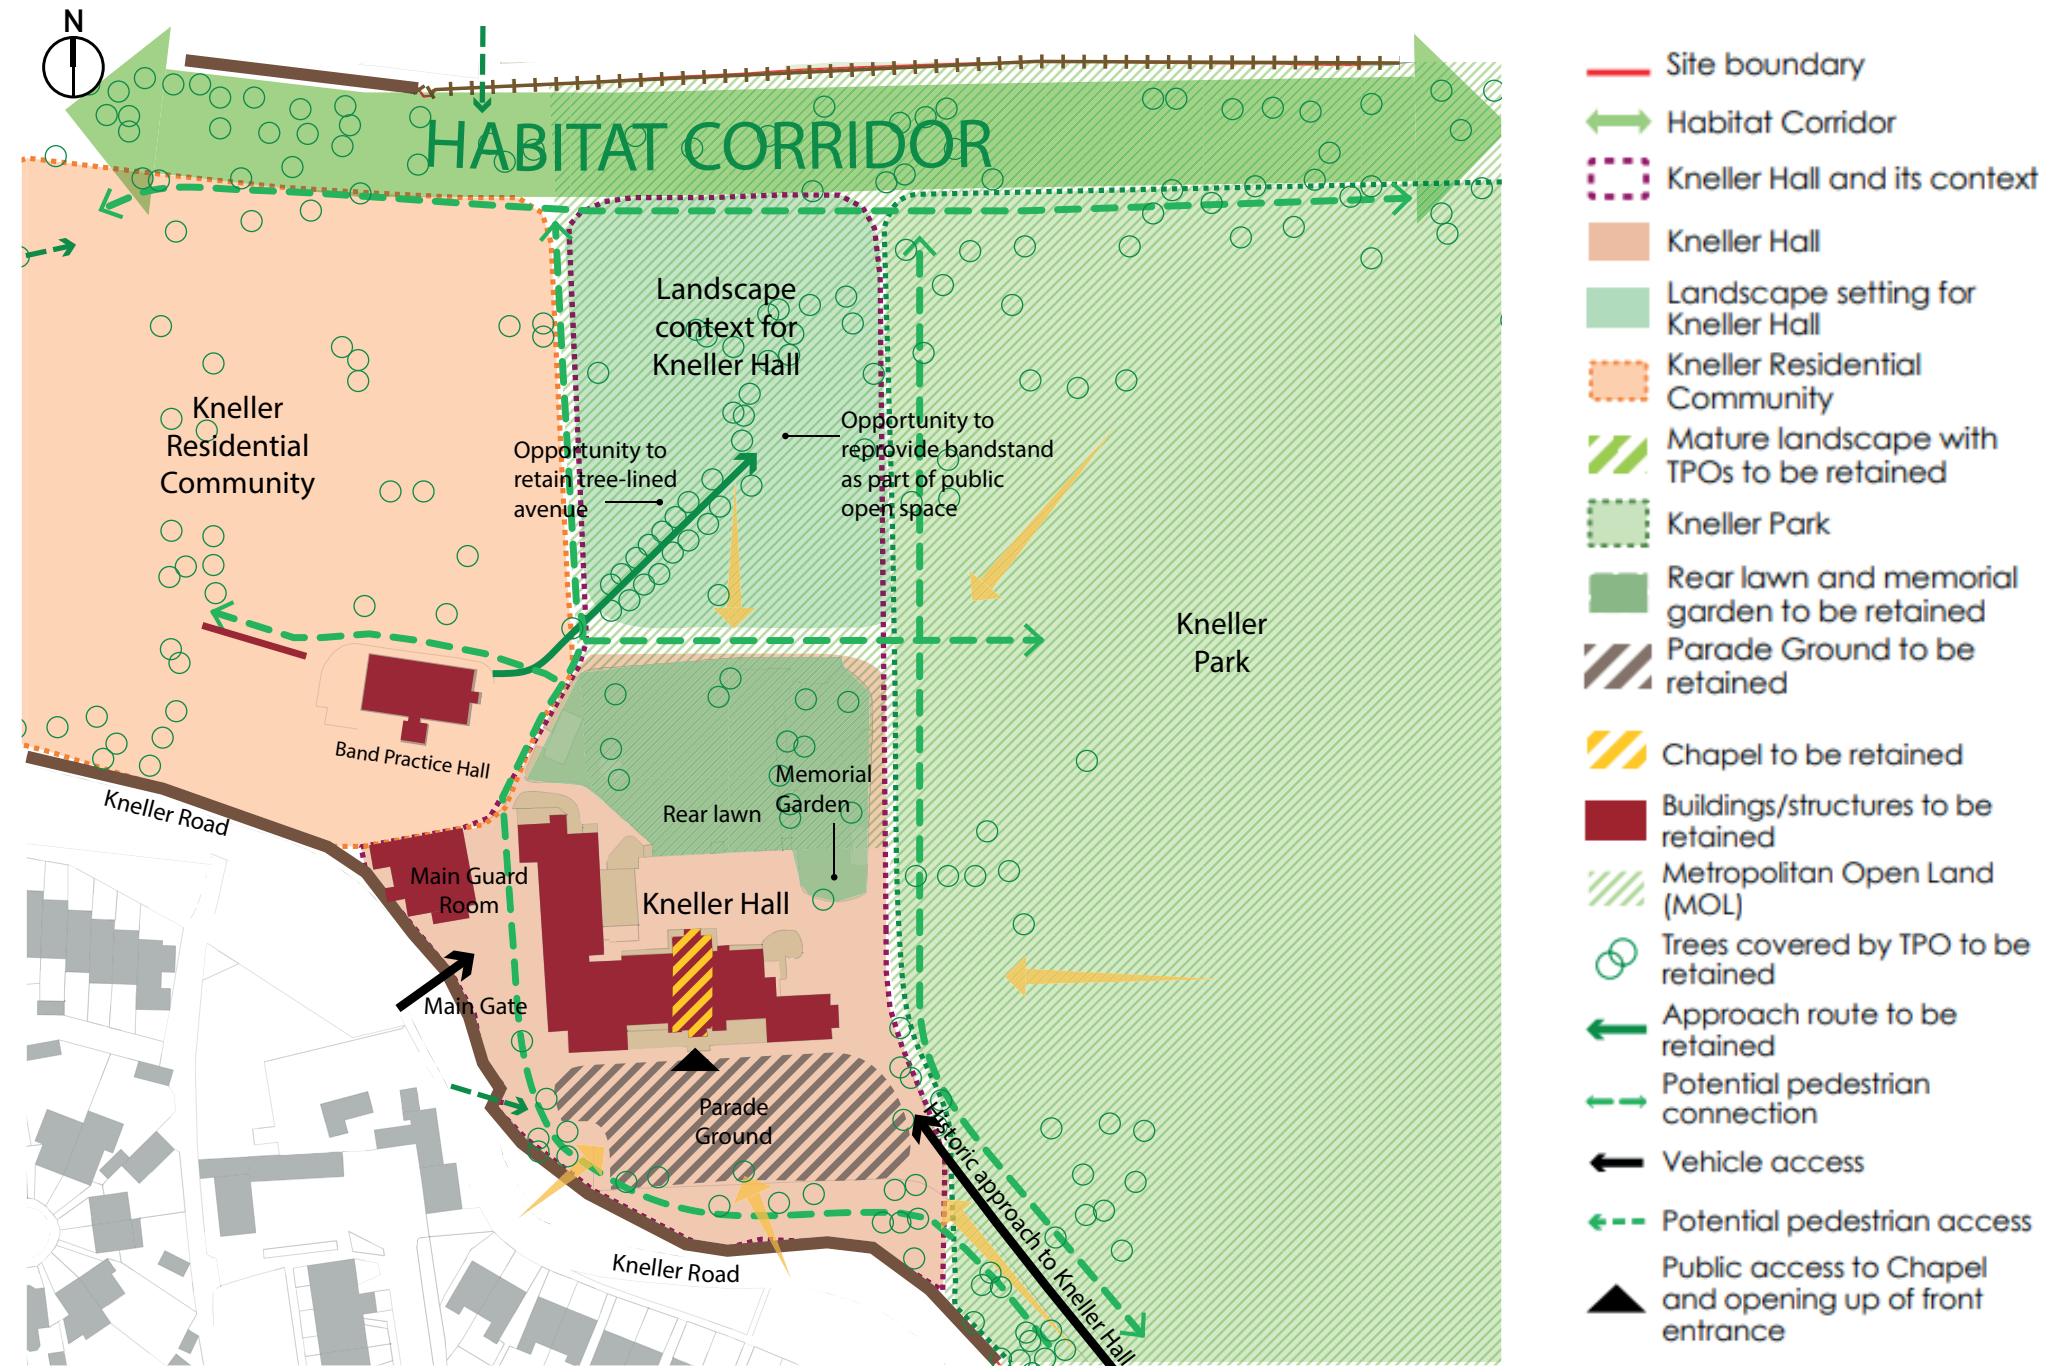 N
HABITAT CORRIDOR
Landscape
context for
Kneller Hall
Kneller
Residential
Community
Opportunity to
retain tree-lined
avenue
Opportunity to
reprovide bandstand
as part of public
open space
Kneller
Park
Band Practice Hall
Kneller Road
Memorial
Garden
Rear lawn
Main Guard
Room
Kneller Hall
Main Gate
Parade
Ground
Historic approach to Kneller Hall
Kneller Road
Site boundary
Habitat Corridor
Kneller Hall and its context
Kneller Hall
Landscape setting for
Kneller Hall
Kneller Residential
Community
Mature landscape with
TPOs to be retained
Kneller Park
Rear lawn and memorial
garden to be retained
Parade Ground to be
retained
Chapel to be retained
Buildings/structures to be
retained
Metropolitan Open Land
(MOL)
Trees covered by TPO to be
retained
Approach route to be
retained
Potential pedestrian
connection
Vehicle access
Potential pedestrian access
Public access to Chapel
and opening up of front
entrance